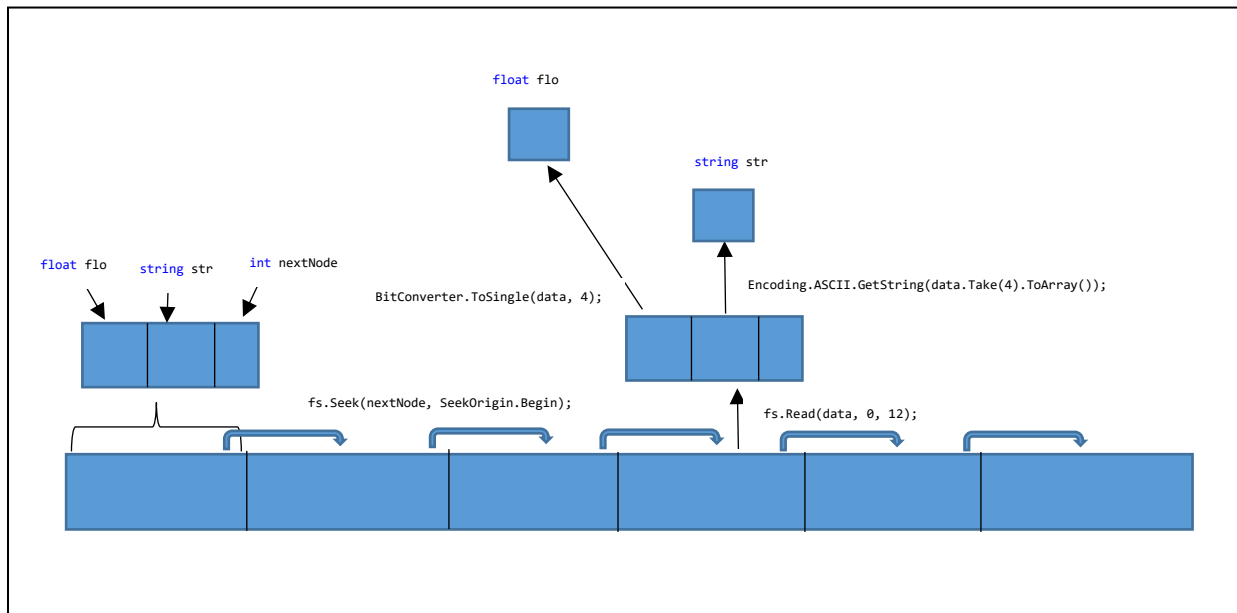 float flo
string str
float flo
string str
int nextNode
BitConverter.ToSingle(data, 4);
Encoding.ASCII.GetString(data.Take(4).ToArray());
fs.Seek(nextNode, SeekOrigin.Begin);
fs.Read(data, 0, 12);